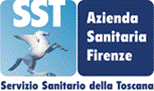 SST
Azienda
Sanitaria
Firenze
Servizio Sanitario della Toscana